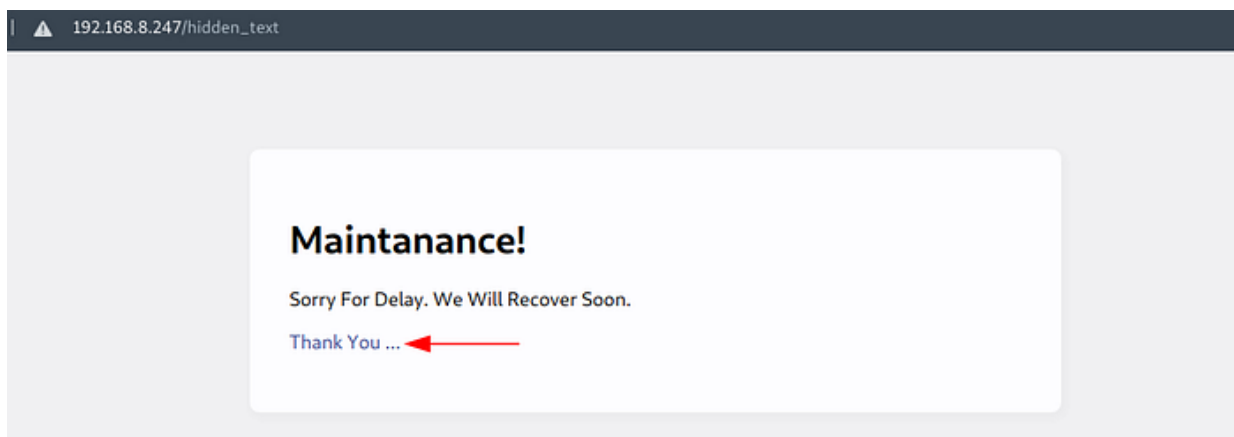 192.168.8.247/hidden_text
Maintanance!
Sorry For Delay. We Will Recover Soon.
Thank You ...